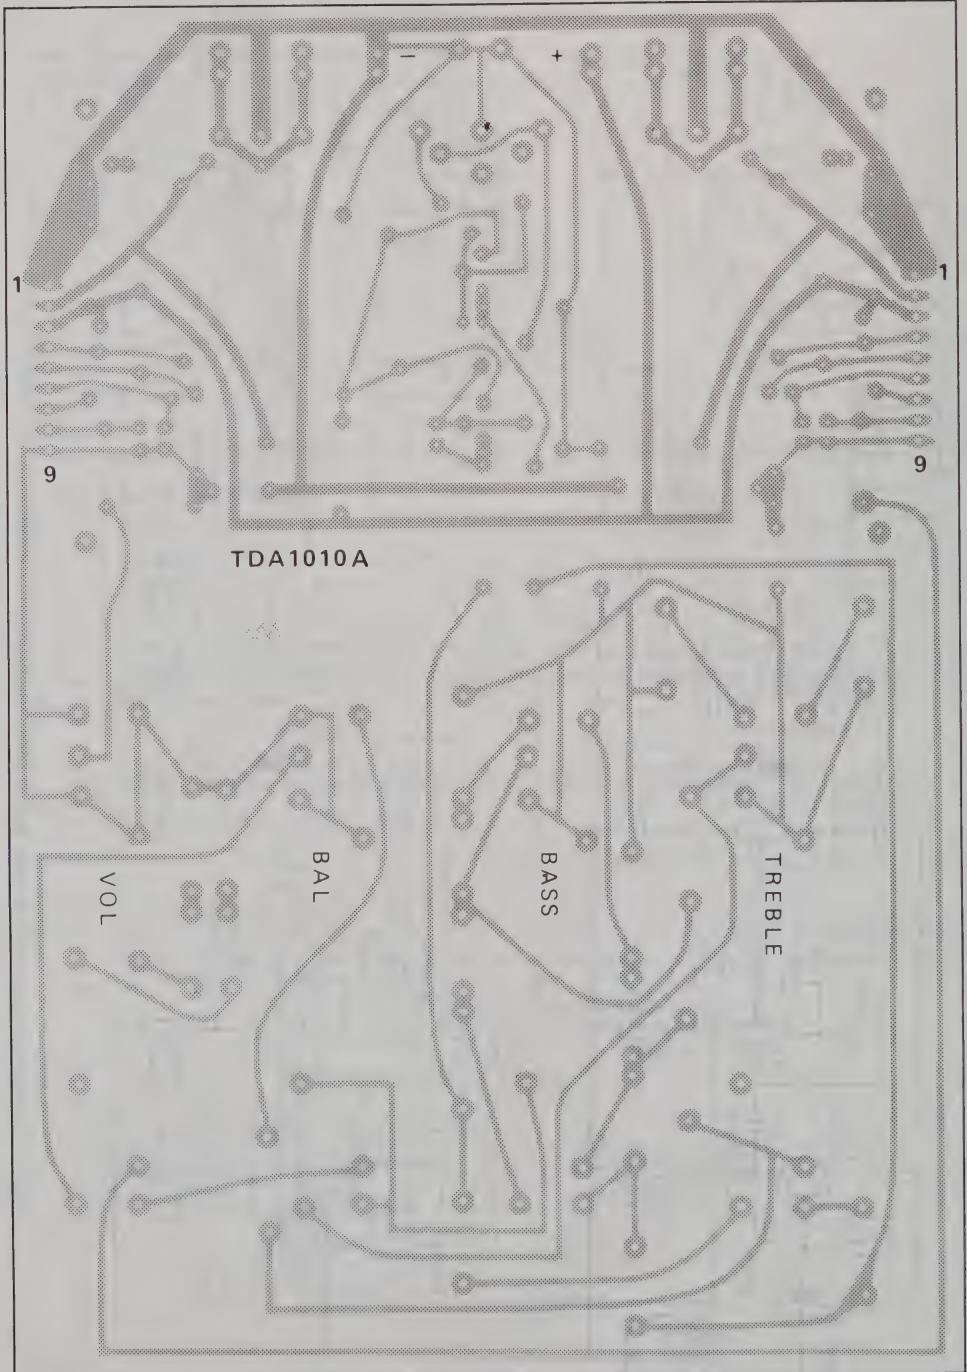 − +
1 1
9 9
TDA1010A
VOL
BAL
BASS
TREBLE